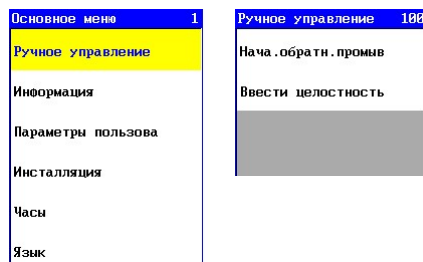 Основное меню 1
Ручное управление
Информация
Параметры пользова
Инсталляция
Часы
Язык
Ручное управление 100
Нача.обратн.промыв
Ввести целостность